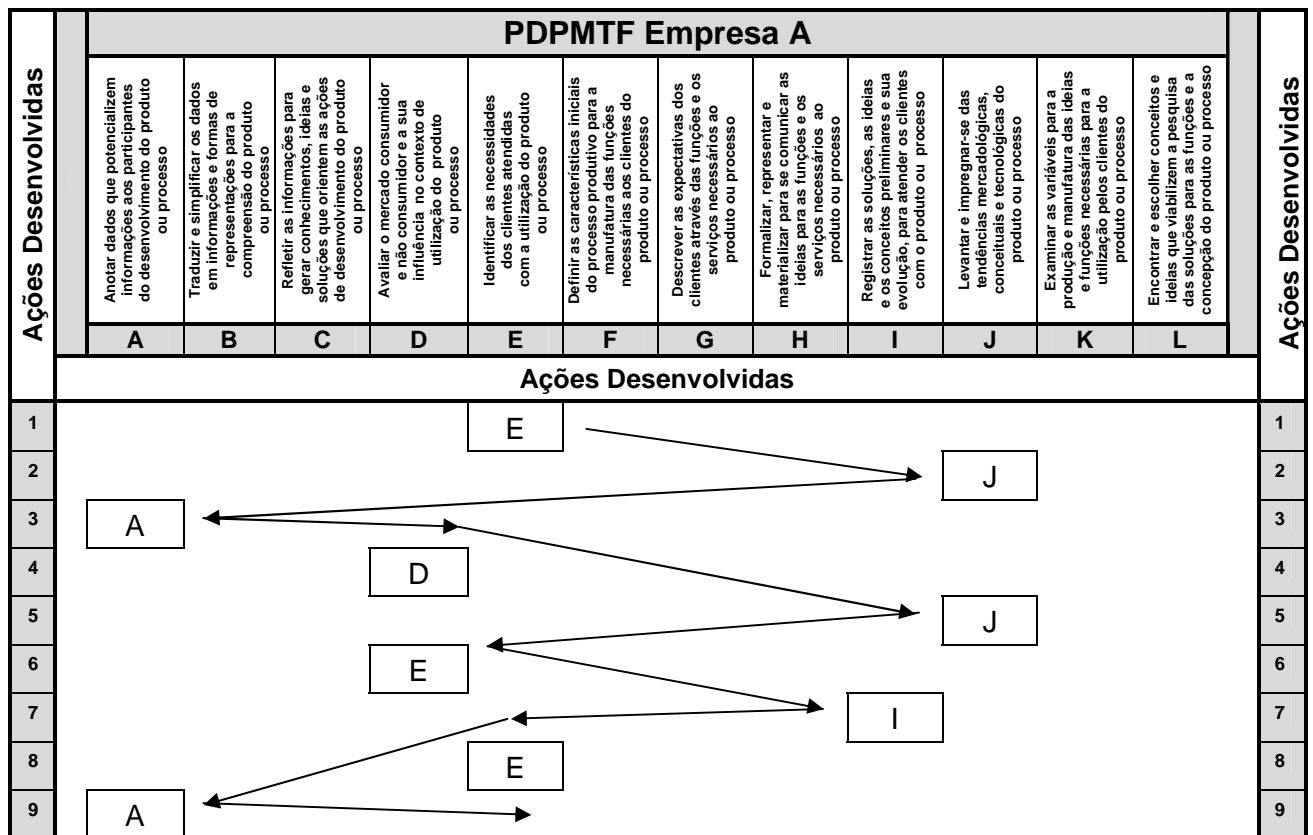 PDPMTF Empresa A
Ações Desenvolvidas
Anotar dados que potencializem
informações aos participantes
do desenvolvimento do produto
ou processo
Traduzir e simplificar os dados
em informações e formas de
representações para a
compreensão do produto
ou processo
Refletir as informações para
gerar conhecimentos, ideias e
soluções que orientem as ações
de desenvolvimento do produto
ou processo
Avaliar o mercado consumidor
e não consumidor e a sua
influência no contexto de
utilização do produto
ou processo
Identificar as necessidades
dos clientes atendidas
com a utilização do produto
ou processo
Definir as características iniciais
do processo produtivo para a
manufatura das funções
necessárias aos clientes do
produto ou processo
Descrever as expectativas dos
clientes através das funções e os
serviços necessários ao
produto ou processo
Formalizar, representar e
materializar para se comunicar as
ideias para as funções e os
serviços necessários ao
produto ou processo
Registrar as soluções, as ideias
e os conceitos preliminares e sua
evolução, para atender os clientes
com o produto ou processo
Levantar e impregnar-se das
tendências mercadológicas,
conceituais e tecnológicas do
produto ou processo
Examinar as variáveis para a
produção e manufatura das ideias
e funções necessárias para a
utilização pelos clientes do
produto ou processo
Encontrar e escolher conceitos e
ideias que viabilizem a pesquisa
das soluções para as funções e a
concepção do produto ou processo
Ações Desenvolvidas
A B C D E F G H I J K L
Ações Desenvolvidas
1 E 1
2 J 2
3 A 3
4 D 4
5 J 5
6 E 6
7 I 7
8 E 8
9 A 9